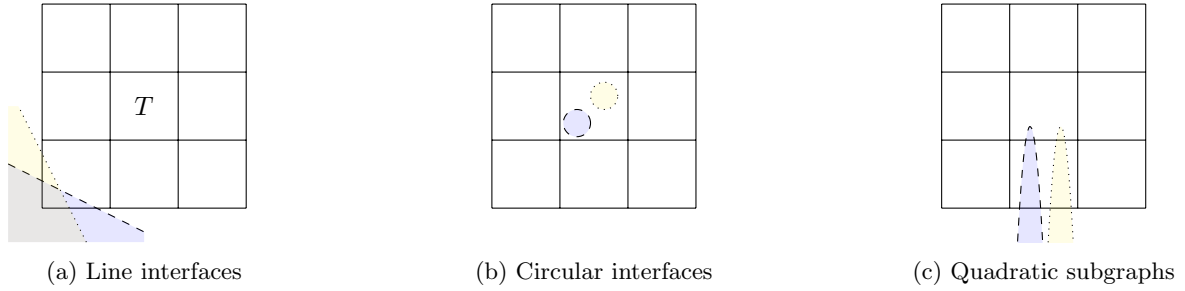 T
(a) Line interfaces
(b) Circular interfaces
(c) Quadratic subgraphs